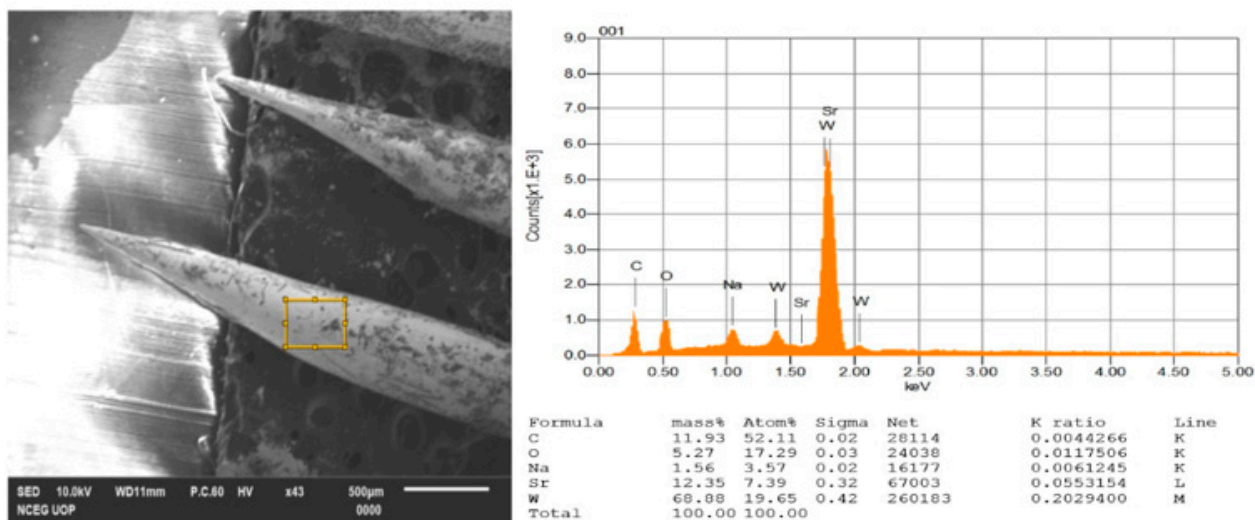 SED 10.0kV WD11mm P.C.60 HV x43 500µm
NCEG UOP 0000
001
9.0
8.0
7.0
6.0
5.0
4.0
3.0
2.0
1.0
0.0
Counts[x1.E+3]
C
O
Na
W
Sr
Sr
W
W
0.00 0.50 1.00 1.50 2.00 2.50 3.00 3.50 4.00 4.50 5.00
keV
Formula mass% Atom% Sigma Net K ratio Line
C 11.93 52.11 0.02 28114 0.0044266 K
O 5.27 17.29 0.03 24038 0.0117506 K
Na 1.56 3.57 0.02 16177 0.0061245 K
Sr 12.35 7.39 0.32 67003 0.0553154 L
W 68.88 19.65 0.42 260183 0.2029400 M
Total 100.00 100.00